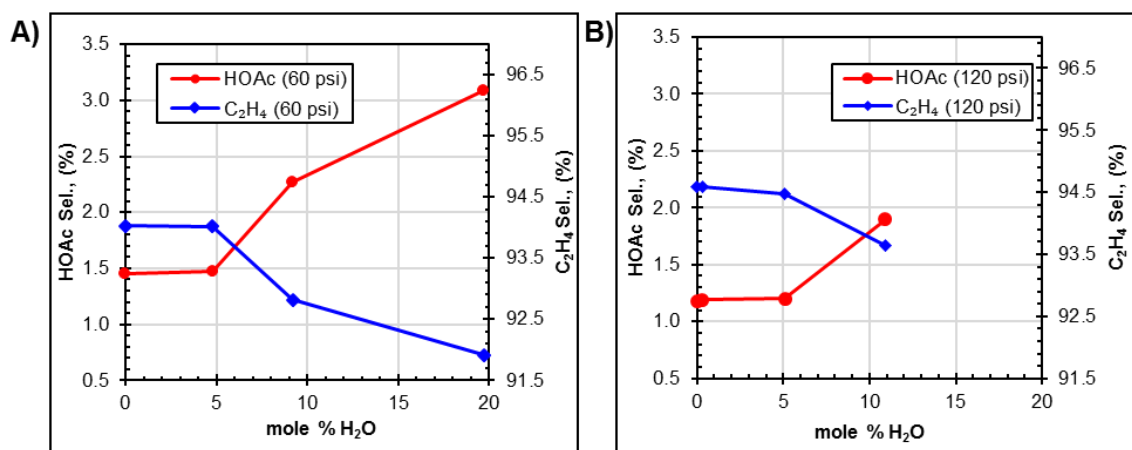 A)
HOAc Sel., (%)
3.5
3.0
2.5
2.0
1.5
1.0
0.5
HOAc (60 psi)
C₂H₄ (60 psi)
96.5
95.5
94.5
93.5
92.5
91.5
C₂H₄ Sel., (%)
0 5 10 15 20
mole % H₂O
B)
HOAc Sel., (%)
3.5
3.0
2.5
2.0
1.5
1.0
0.5
HOAc (120 psi)
C₂H₄ (120 psi)
96.5
95.5
94.5
93.5
92.5
91.5
C₂H₄ Sel., (%)
0 5 10 15 20
mole % H₂O